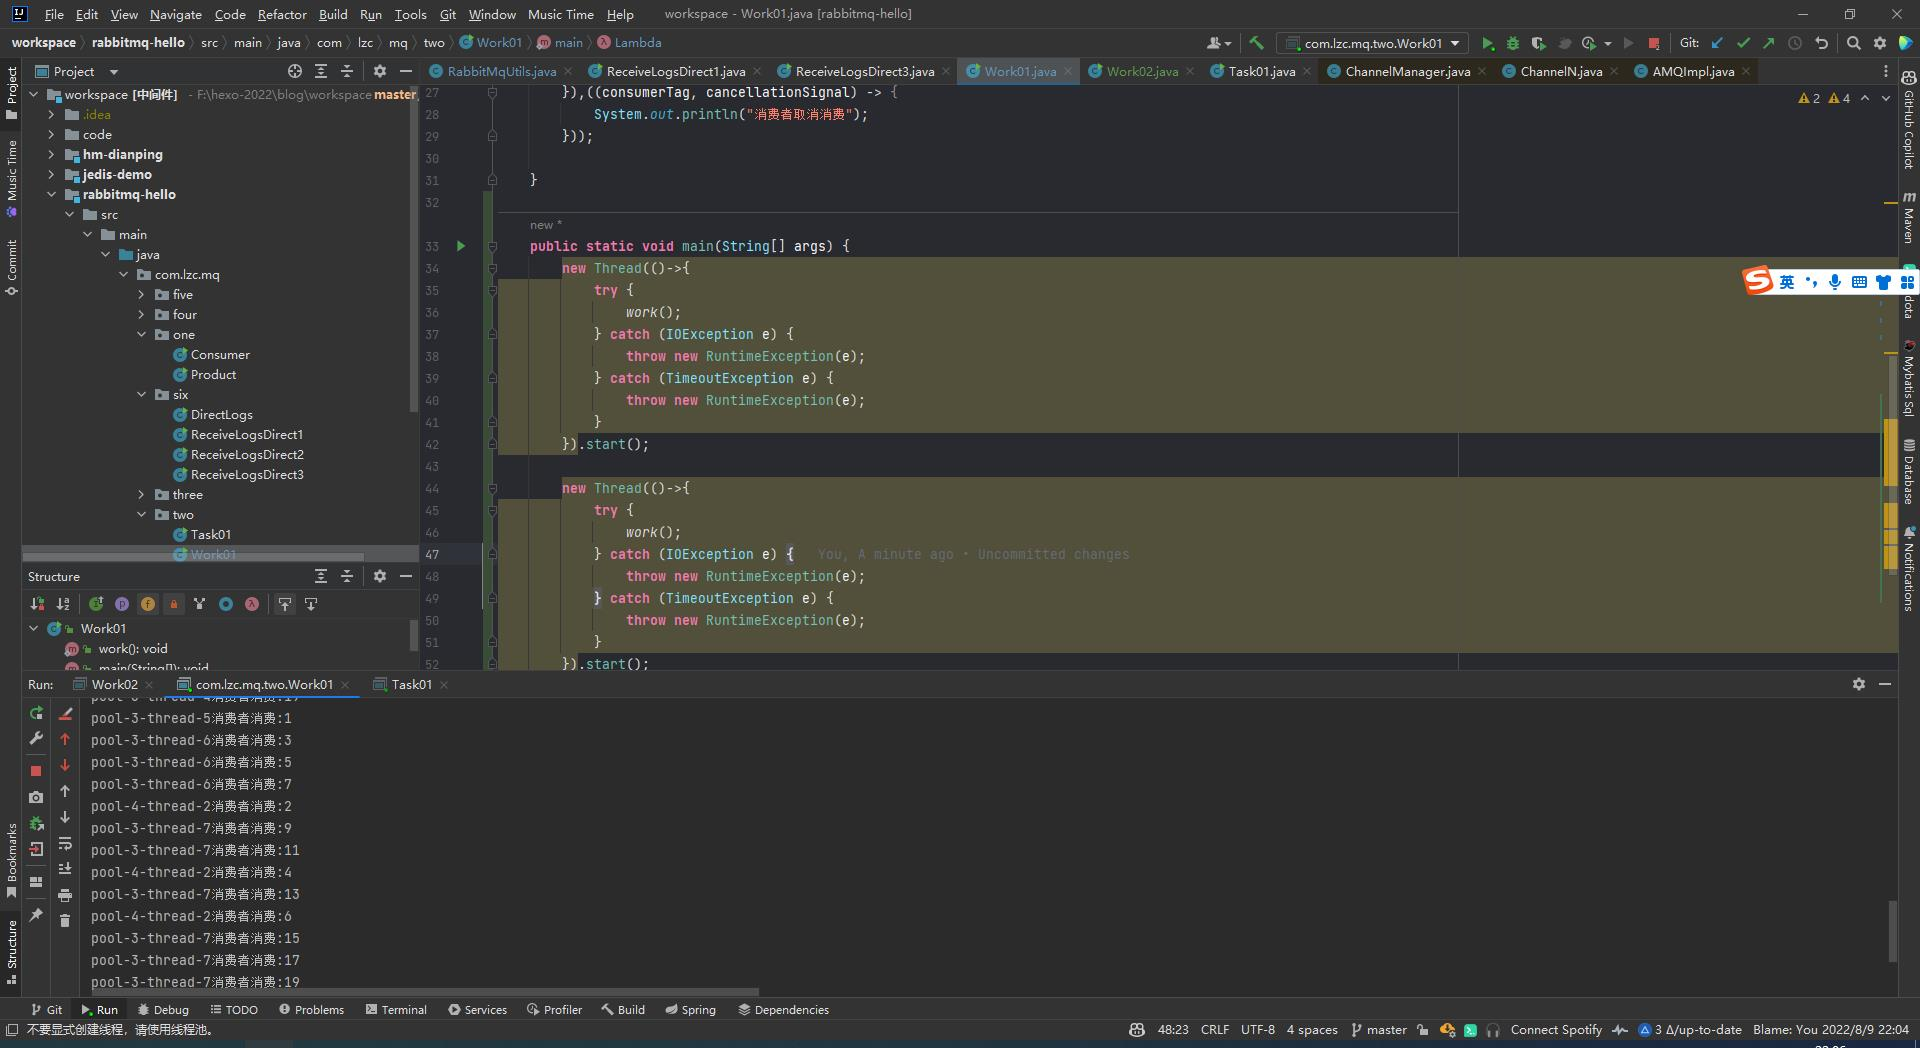 File Edit View Navigate Code Refactor Build Run Tools Git Window Music Time Help workspace - Work01.java [rabbitmq-hello]
workspace rabbitmq-hello src main java com lzc mq two Work01 main Lambda com.lzc.mq.two.Work01 Git:
Project
RabbitMqUtils.java ReceiveLogsDirect1.java ReceiveLogsDirect3.java Work01.java Work02.java Task01.java ChannelManager.java ChannelN.java AMQImpl.java
workspace [中间件] - F:\hexo-2022\blog\workspace master
.idea
code
hm-dianping
jedis-demo
rabbitmq-hello
src
main
java
com.lzc.mq
five
four
one
Consumer
Product
six
DirectLogs
ReceiveLogsDirect1
ReceiveLogsDirect2
ReceiveLogsDirect3
three
two
Task01
Work01
27 }),((consumerTag, cancellationSignal) -> {
28 System.out.println("消费者取消消费");
29 }));
30
31 }
32
new *
33 public static void main(String[] args) {
34 new Thread(()->{
35 try {
36 work();
37 } catch (IOException e) {
38 throw new RuntimeException(e);
39 } catch (TimeoutException e) {
40 throw new RuntimeException(e);
41 }
42 }).start();
43
44 new Thread(()->{
45 try {
46 work();
47 } catch (IOException e) { You, A minute ago • Uncommitted changes
48 throw new RuntimeException(e);
49 } catch (TimeoutException e) {
50 throw new RuntimeException(e);
51 }
52 }).start();
2 4
英
Project
Music Time
Commit
Bookmarks
Structure
GitHub Copilot
Maven
Mybatis Sql
Database
Notifications
Structure
Work01
work(): void
main(String[]): void
Run: Work02 com.lzc.mq.two.Work01 Task01
pool-3-thread-5消费者消费:1
pool-3-thread-6消费者消费:3
pool-3-thread-6消费者消费:5
pool-3-thread-6消费者消费:7
pool-4-thread-2消费者消费:2
pool-3-thread-7消费者消费:9
pool-3-thread-7消费者消费:11
pool-4-thread-2消费者消费:4
pool-3-thread-7消费者消费:13
pool-4-thread-2消费者消费:6
pool-3-thread-7消费者消费:15
pool-3-thread-7消费者消费:17
pool-3-thread-7消费者消费:19
Git Run Debug TODO Problems Terminal Services Profiler Build Spring Dependencies
不要显式创建线程，请使用线程池。 48:23 CRLF UTF-8 4 spaces master Connect Spotify 3 Δ/up-to-date Blame: You 2022/8/9 22:04